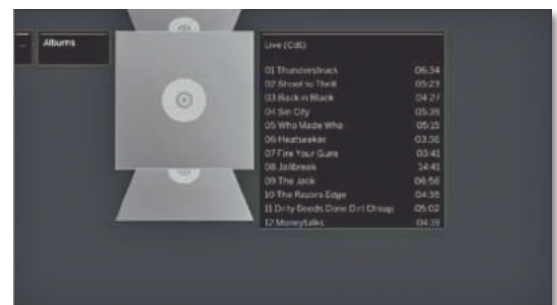 ...
Albums
Live (Cd1)
01 Thunderstruck 06:34
02 Shoot to Thrill 05:23
03 Back in Black 04:27
04 Sin City 05:39
05 Who Made Who 05:15
06 Heatseeker 03:38
07 Fire Your Guns 03:41
08 Jailbreak 14:41
09 The Jack 06:56
10 The Razors Edge 04:35
11 Dirty Deeds Done Dirt Cheap 05:02
12 Moneytalks 04:19